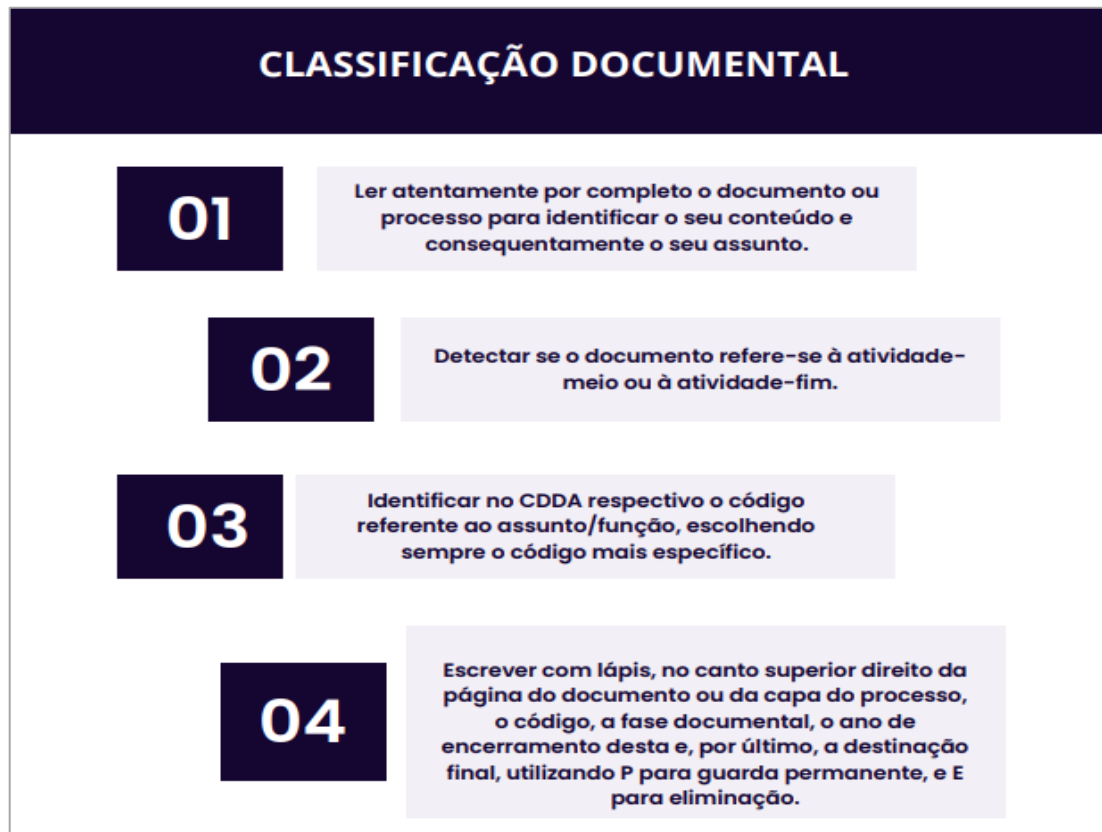 CLASSIFICAÇÃO DOCUMENTAL
01
Ler atentamente por completo o documento ou
processo para identificar o seu conteúdo e
consequentamente o seu assunto.
02
Detectar se o documento refere-se à atividade-
meio ou à atividade-fim.
03
Identificar no CDDA respectivo o código
referente ao assunto/função, escolhendo
sempre o código mais específico.
04
Escrever com lápis, no canto superior direito da
página do documento ou da capa do processo,
o código, a fase documental, o ano de
encerramento desta e, por último, a destinação
final, utilizando P para guarda permanente, e E
para eliminação.